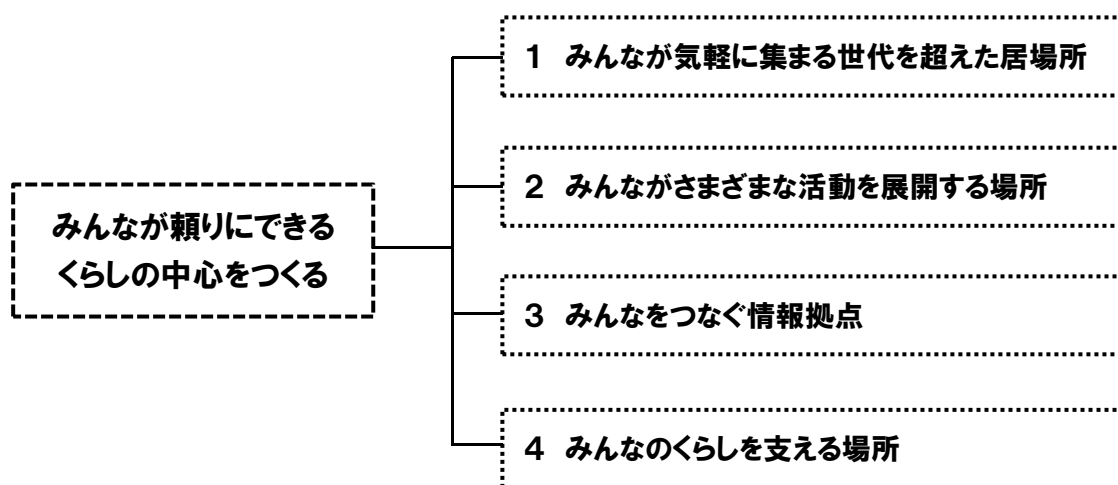 みんなが頼りにできる
くらしの中心をつくる
1 みんなが気軽に集まる世代を超えた居場所
2 みんながさまざまな活動を展開する場所
3 みんなをつなぐ情報拠点
4 みんなのくらしを支える場所